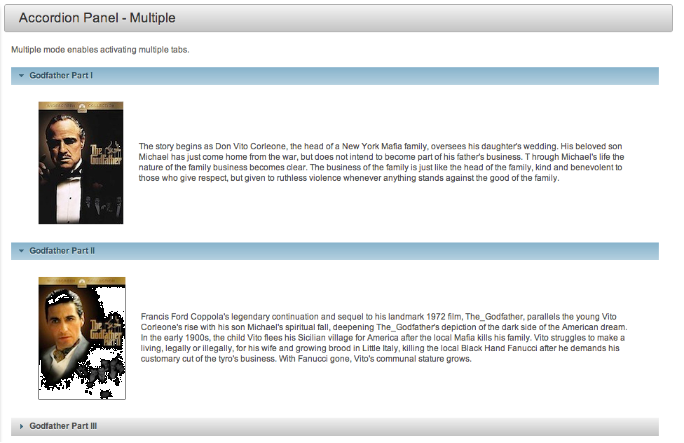 Accordion Panel - Multiple
Multiple mode enables activating multiple tabs.
Godfather Part I
The Godfather
The story begins as Don Vito Corleone, the head of a New York Mafia family, oversees his daughter's wedding. His beloved son
Michael has just come home from the war, but does not intend to become part of his father's business. T hrough Michael's life the
nature of the family business becomes clear. The business of the family is just like the head of the family, kind and benevolent to
those who give respect, but given to ruthless violence whenever anything stands against the good of the family.
Godfather Part II
The
Godfather
Francis Ford Coppola's legendary continuation and sequel to his landmark 1972 film, The_Godfather, parallels the young Vito
Corleone's rise with his son Michael's spiritual fall, deepening The_Godfather's depiction of the dark side of the American dream.
In the early 1900s, the child Vito flees his Sicilian village for America after the local Mafia kills his family. Vito struggles to make a
living, legally or illegally, for his wife and growing brood in Little Italy, killing the local Black Hand Fanucci after he demands his
customary cut of the tyro's business. With Fanucci gone, Vito's communal stature grows.
Godfather Part III